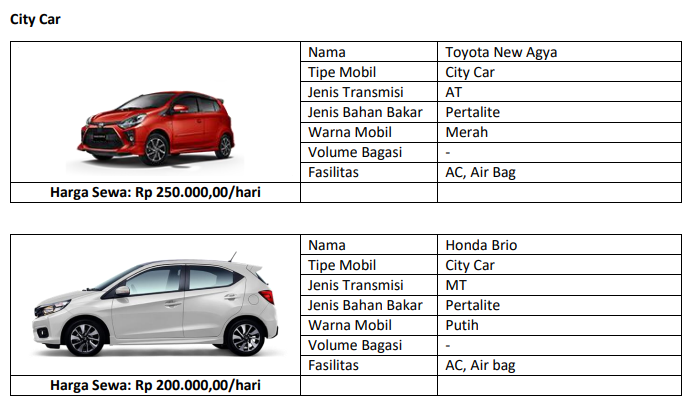 City Car
Nama Toyota New Agya
Tipe Mobil City Car
Jenis Transmisi AT
Jenis Bahan Bakar Pertalite
Warna Mobil Merah
Volume Bagasi -
Fasilitas AC, Air Bag
Harga Sewa: Rp 250.000,00/hari
Nama Honda Brio
Tipe Mobil City Car
Jenis Transmisi MT
Jenis Bahan Bakar Pertalite
Warna Mobil Putih
Volume Bagasi -
Fasilitas AC, Air bag
Harga Sewa: Rp 200.000,00/hari